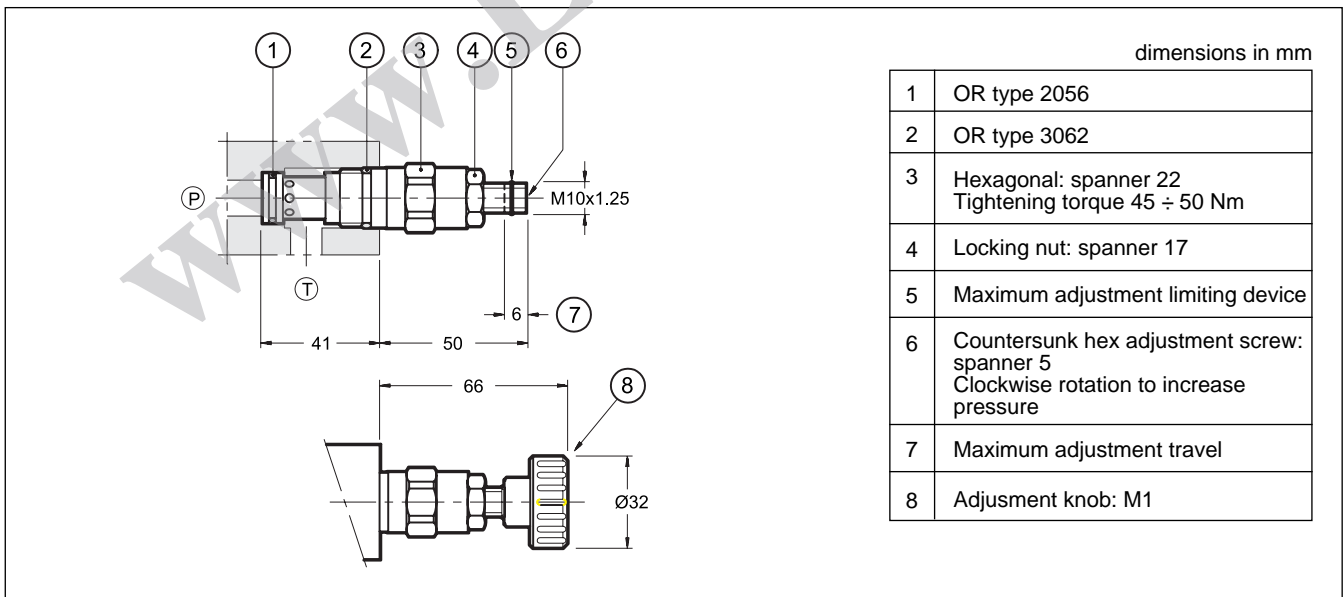 www.
1
2
3
4
5
6
P
T
M10x1.25
6
7
41
50
66
8
Ø32
dimensions in mm
1 OR type 2056
2 OR type 3062
3 Hexagonal: spanner 22
Tightening torque 45 ÷ 50 Nm
4 Locking nut: spanner 17
5 Maximum adjustment limiting device
6 Countersunk hex adjustment screw:
spanner 5
Clockwise rotation to increase
pressure
7 Maximum adjustment travel
8 Adjusment knob: M1